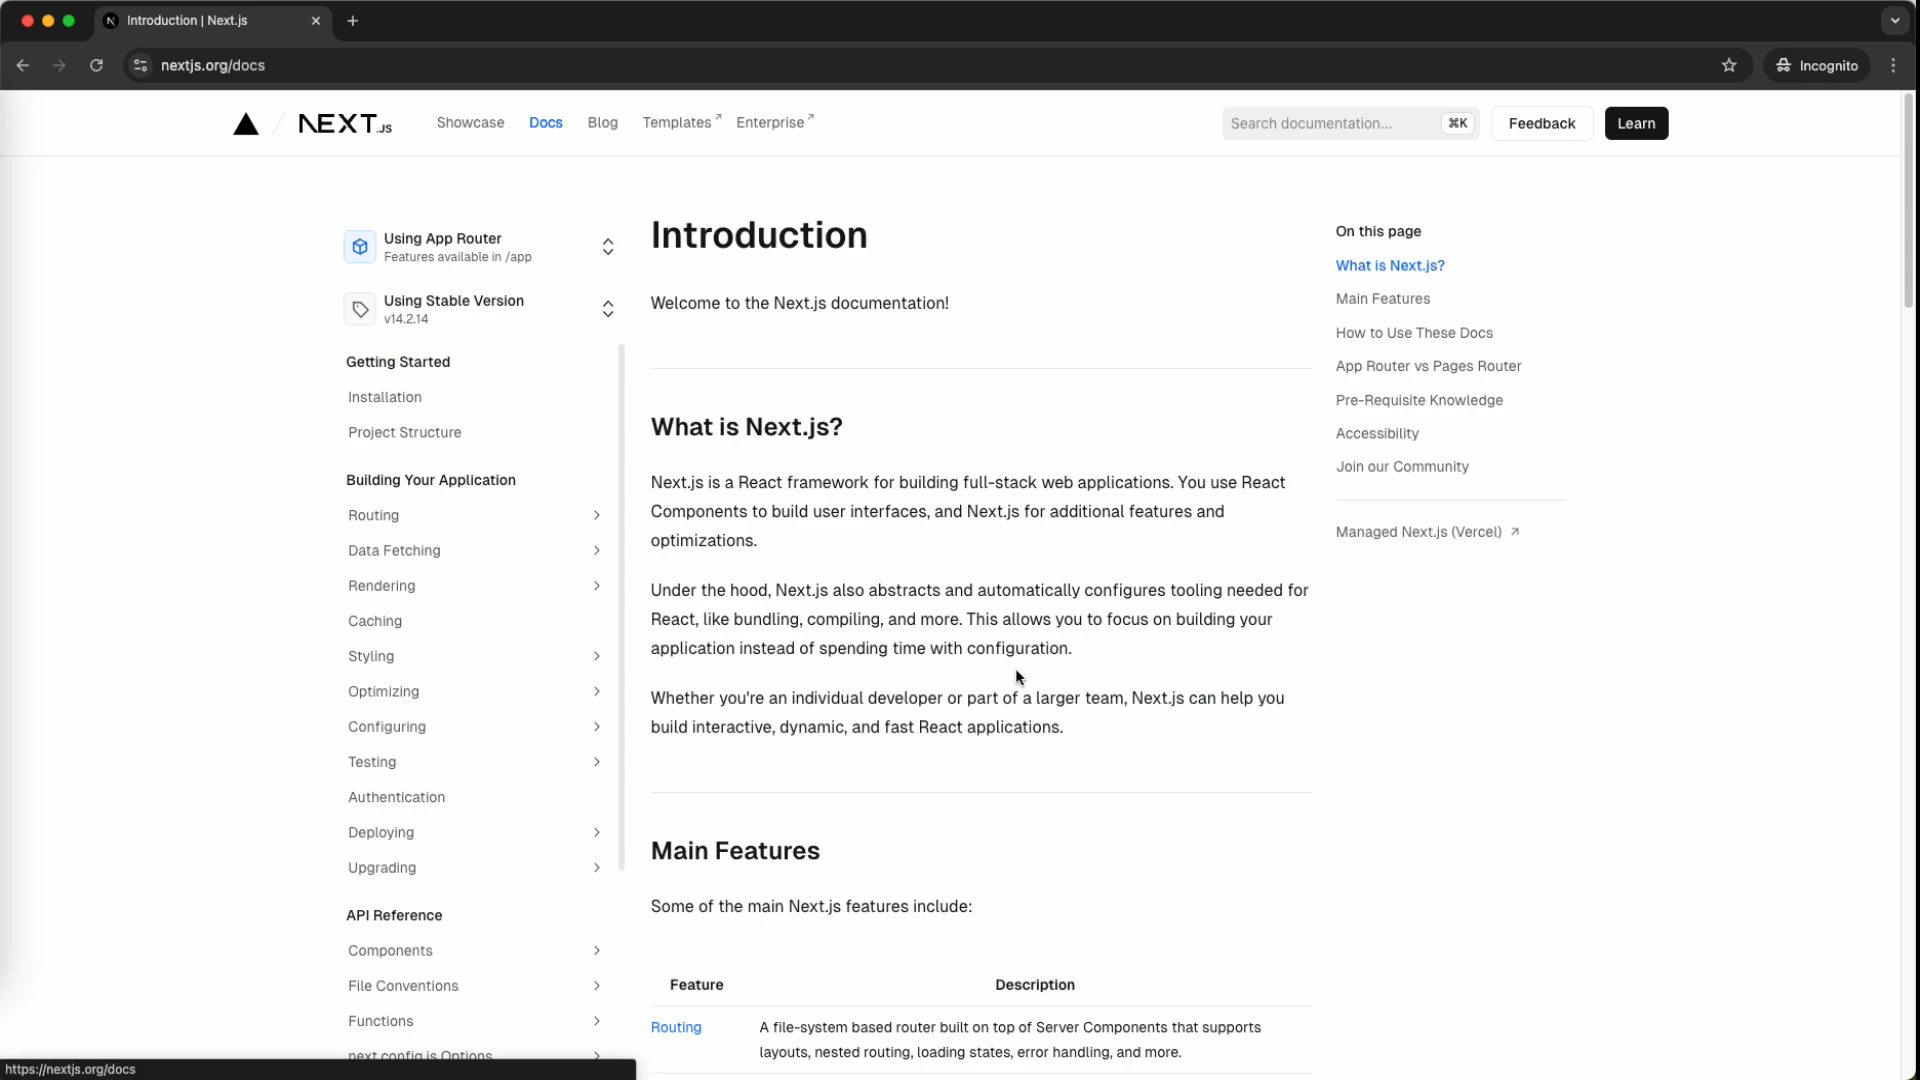 Introduction | Next.js
nextjs.org/docs
Incognito
NEXT.JS
Showcase
Docs
Blog
Templates
Enterprise
Search documentation...
⌘K
Feedback
Learn
Using App Router
Features available in /app
Using Stable Version
v14.2.14
Getting Started
Installation
Project Structure
Building Your Application
Routing
Data Fetching
Rendering
Caching
Styling
Optimizing
Configuring
Testing
Authentication
Deploying
Upgrading
API Reference
Components
File Conventions
Functions
next.config.js Options
Introduction
Welcome to the Next.js documentation!
What is Next.js?
Next.js is a React framework for building full-stack web applications. You use React
Components to build user interfaces, and Next.js for additional features and
optimizations.
Under the hood, Next.js also abstracts and automatically configures tooling needed for
React, like bundling, compiling, and more. This allows you to focus on building your
application instead of spending time with configuration.
Whether you're an individual developer or part of a larger team, Next.js can help you
build interactive, dynamic, and fast React applications.
Main Features
Some of the main Next.js features include:
Feature
Description
Routing
A file-system based router built on top of Server Components that supports
layouts, nested routing, loading states, error handling, and more.
On this page
What is Next.js?
Main Features
How to Use These Docs
App Router vs Pages Router
Pre-Requisite Knowledge
Accessibility
Join our Community
Managed Next.js (Vercel)
https://nextjs.org/docs